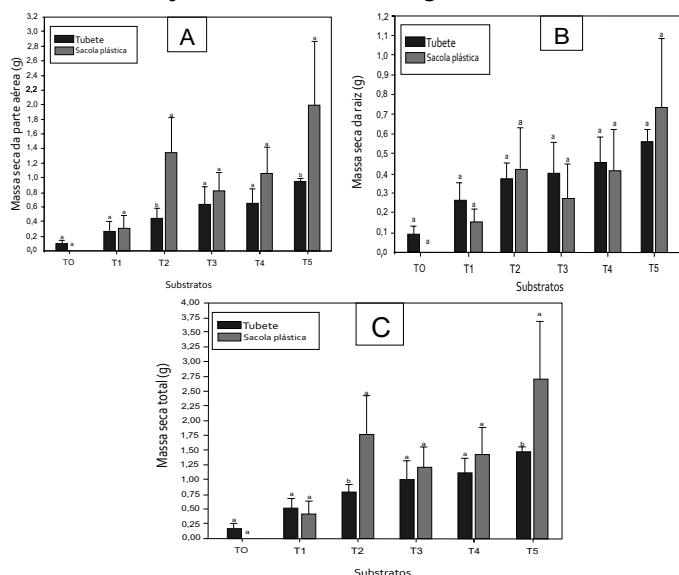 A
Tubete
Sacola plástica
Massa seca da parte aérea (g)
3,2
3,0
2,8
2,6
2,4
2,2
2,0
1,8
1,6
1,4
1,2
1,0
0,8
0,6
0,4
0,2
0,0
a a a a b a a a a a b a
TO T1 T2 T3 T4 T5
Substratos
B
Tubete
Sacola plástica
Massa seca da raiz (g)
1,4
1,3
1,2
1,1
1,0
0,9
0,8
0,7
0,6
0,5
0,4
0,3
0,2
0,1
0,0
a a a a a a a a a a a a
TO T1 T2 T3 T4 T5
Substratos
C
Tubete
Sacola plástica
Massa seca total (g)
4,00
3,75
3,50
3,25
3,00
2,75
2,50
2,25
2,00
1,75
1,50
1,25
1,00
0,75
0,50
0,25
0,00
a a a a b a a a a a b a
TO T1 T2 T3 T4 T5
Substratos